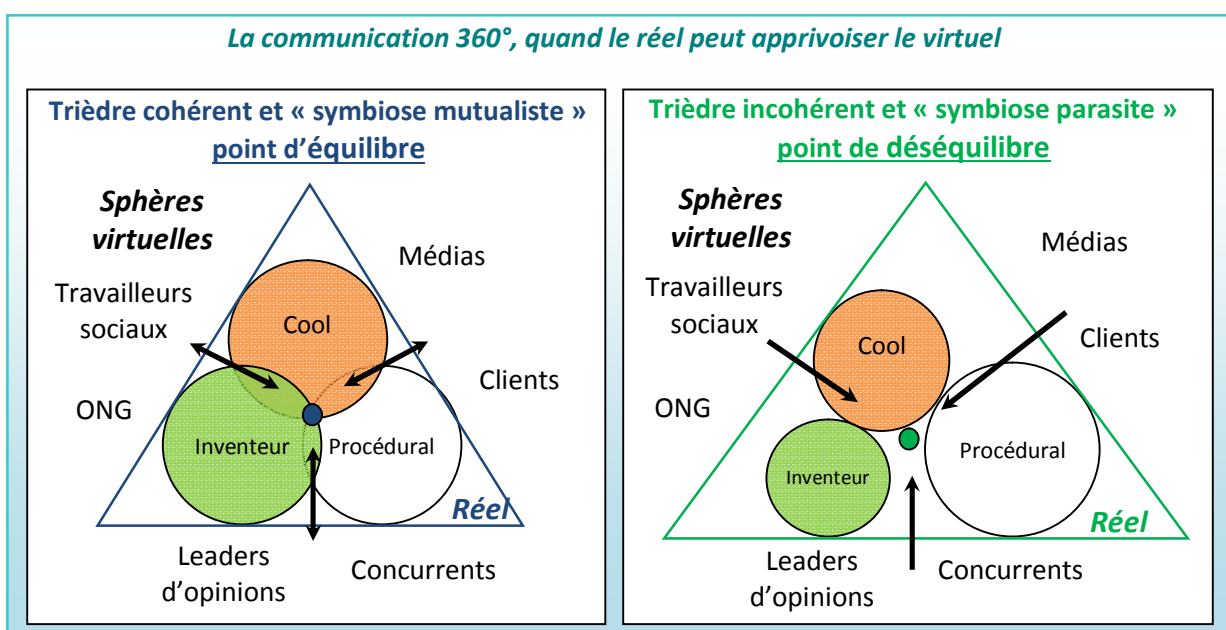 La communication 360°, quand le réel peut apprivoiser le virtuel
Trièdre cohérent et « symbiose mutualiste »
point d'équilibre
Sphères
virtuelles
Médias
Travailleurs
sociaux
Cool
Clients
ONG
Inventeur
Procédural
Réel
Leaders
d'opinions
Concurrents
Trièdre incohérent et « symbiose parasite »
point de déséquilibre
Sphères
virtuelles
Médias
Travailleurs
sociaux
Cool
Clients
ONG
Inventeur
Procédural
Réel
Leaders
d'opinions
Concurrents